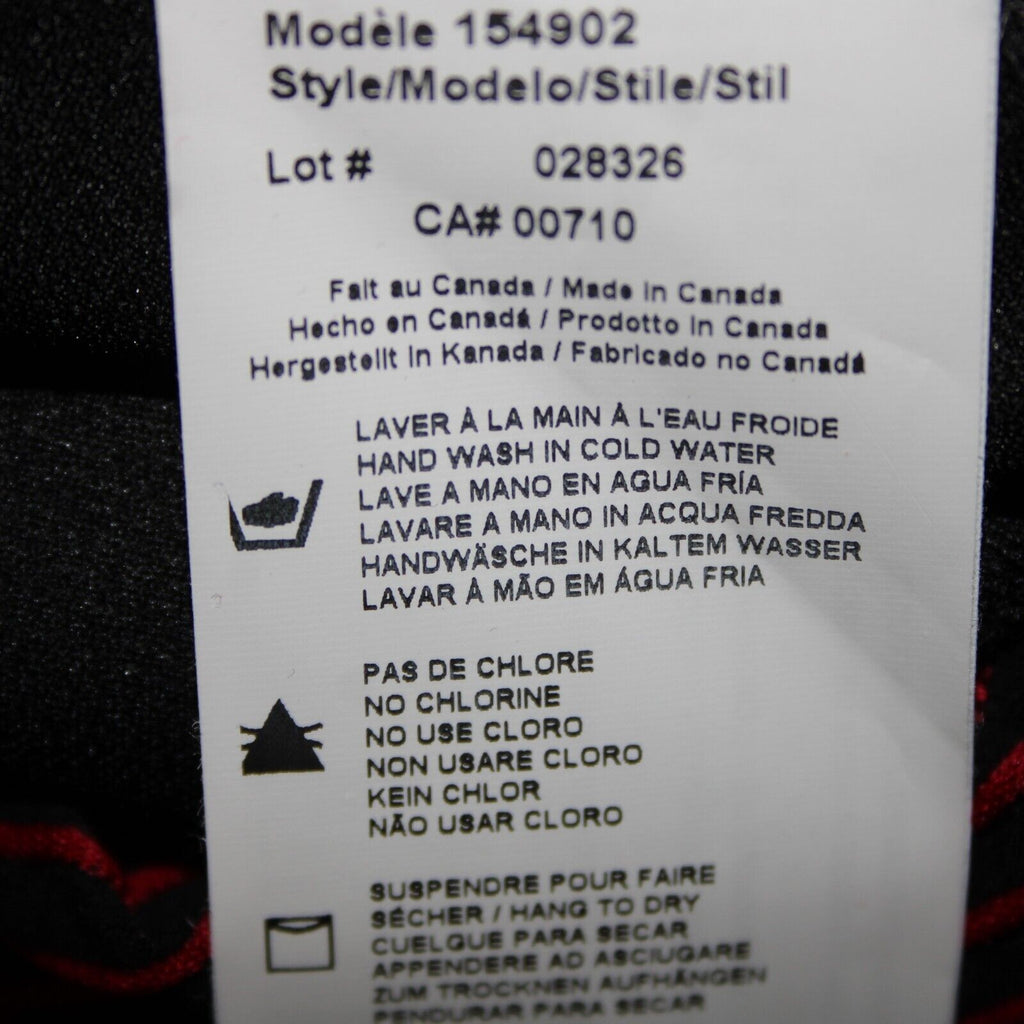 Modèle 154902
Style/Modelo/Stile/Stil
Lot # 028326
CA# 00710
Fait au Canada / Made in Canada
Hecho en Canadá / Prodotto in Canada
Hergestellt in Kanada / Fabricado no Canadá
LAVER À LA MAIN À L'EAU FROIDE
HAND WASH IN COLD WATER
LAVE A MANO EN AGUA FRÍA
LAVARE A MANO IN ACQUA FREDDA
HANDWÄSCHE IN KALTEM WASSER
LAVAR À MÃO EM ÁGUA FRIA
PAS DE CHLORE
NO CHLORINE
NO USE CLORO
NON USARE CLORO
KEIN CHLOR
NÃO USAR CLORO
SUSPENDRE POUR FAIRE
SÉCHER / HANG TO DRY
CUELQUE PARA SECAR
APPENDERE AD ASCIUGARE
ZUM TROCKNEN AUFHÄNGEN
PENDURAR PARA SECAR